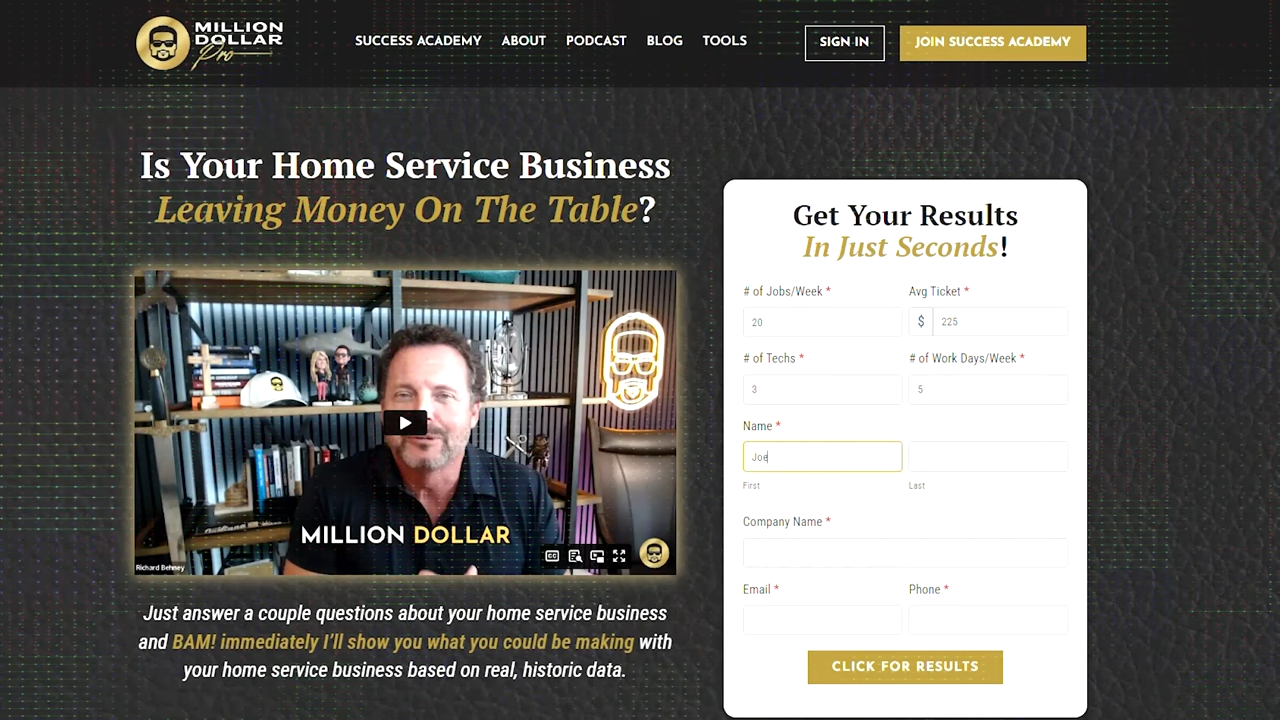 MILLION
DOLLAR
Pro
SUCCESS ACADEMY ABOUT PODCAST BLOG TOOLS
SIGN IN
JOIN SUCCESS ACADEMY
Is Your Home Service Business
Leaving Money On The Table?
MILLION DOLLAR
CC
Richard Behney
Just answer a couple questions about your home service business
and BAM! immediately I'll show you what you could be making with
your home service business based on real, historic data.
Get Your Results
In Just Seconds!
# of Jobs/Week * Avg Ticket *
20 $ 225
# of Techs * # of Work Days/Week *
3 5
Name *
Joe
First Last
Company Name *
Email * Phone *
CLICK FOR RESULTS